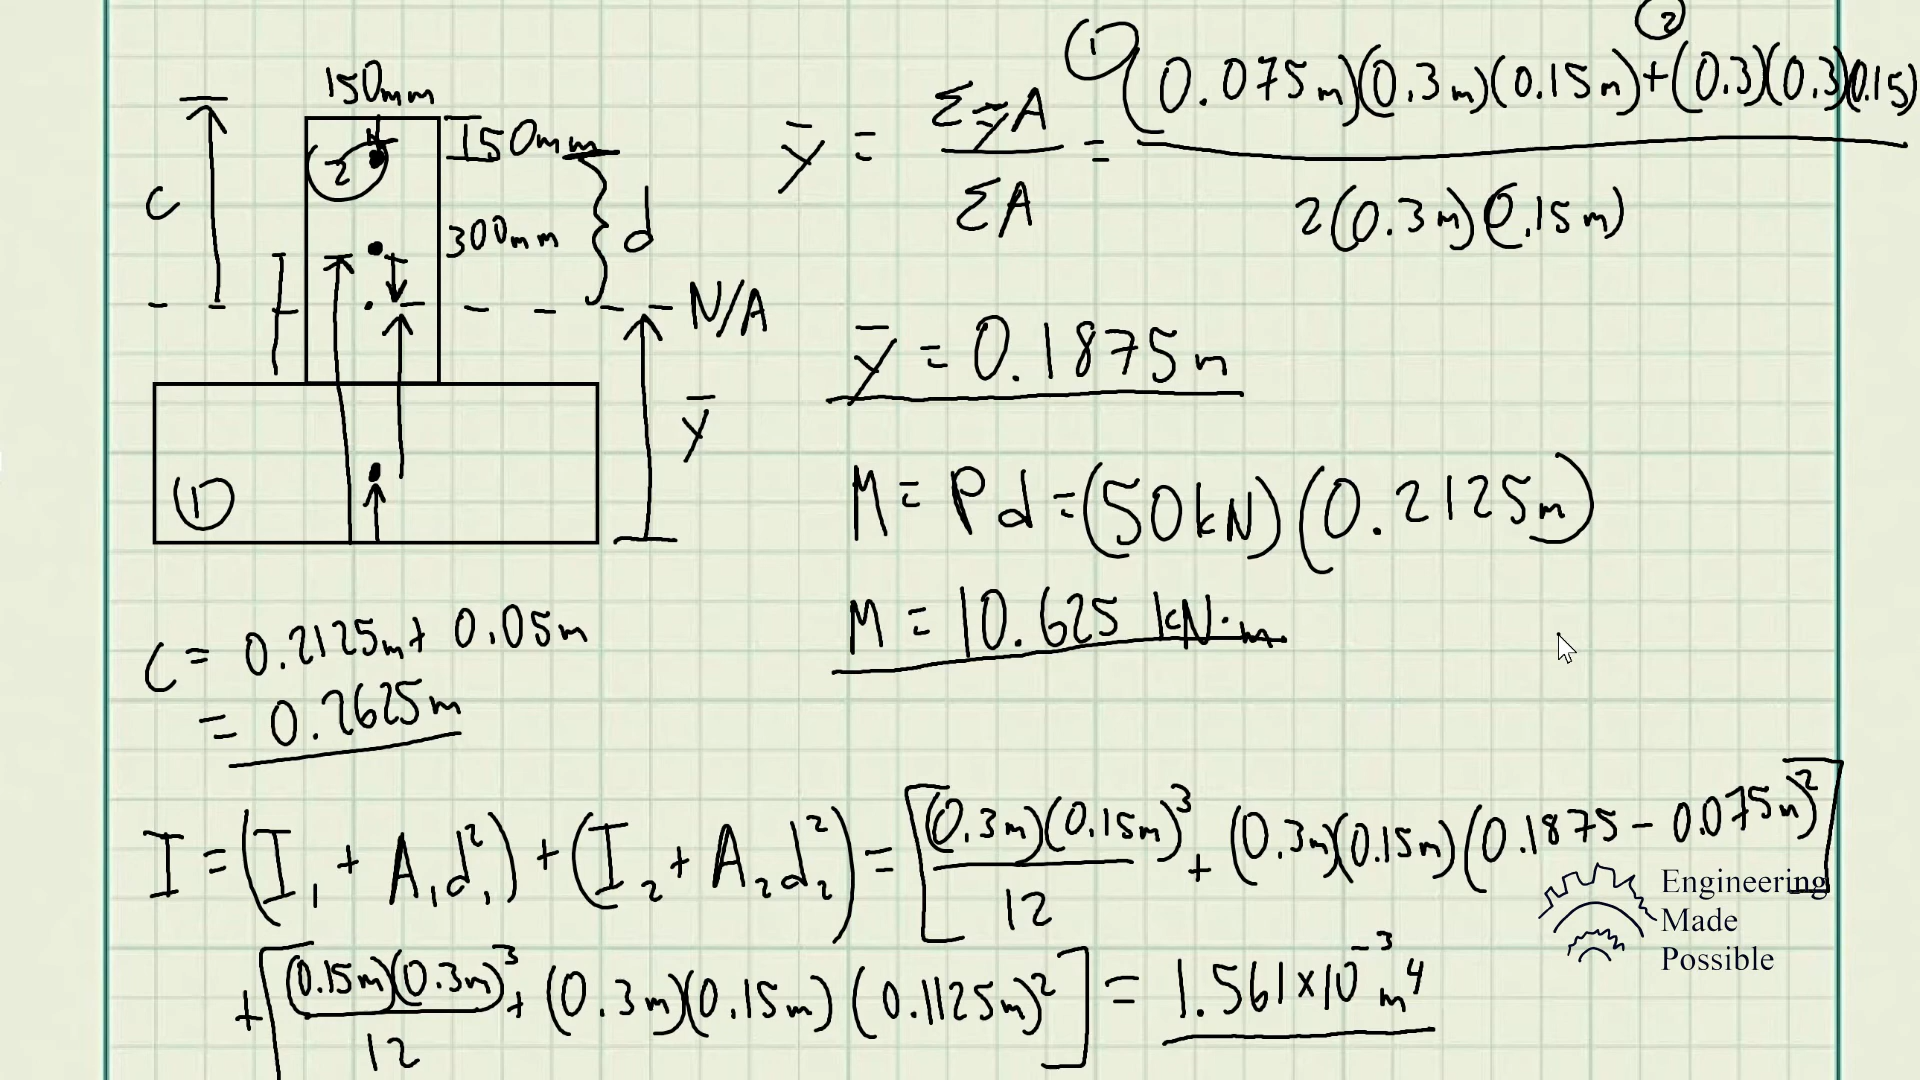 150mm
c
2
I50mm
300mm
d
N/A
ȳ
1
ȳ = ΣȳA / ΣA = ① (0.075m)(0.3m)(0.15m) + ② (0.3)(0.3)(0.15) / 2(0.3m)(0.15m)
ȳ = 0.1875m
M = Pd = (50kN)(0.2125m)
M = 10.625 kN·m
c = 0.2125m + 0.05m
= 0.2625m
I = (I₁ + A₁d₁²) + (I₂ + A₂d₂²) = [(0.3m)(0.15m)³ / 12 + (0.3m)(0.15m)(0.1875 - 0.075m)²]
+ [(0.15m)(0.3m)³ / 12 + (0.3m)(0.15m)(0.1125m)²] = 1.561×10⁻³ m⁴
Engineering
Made
Possible